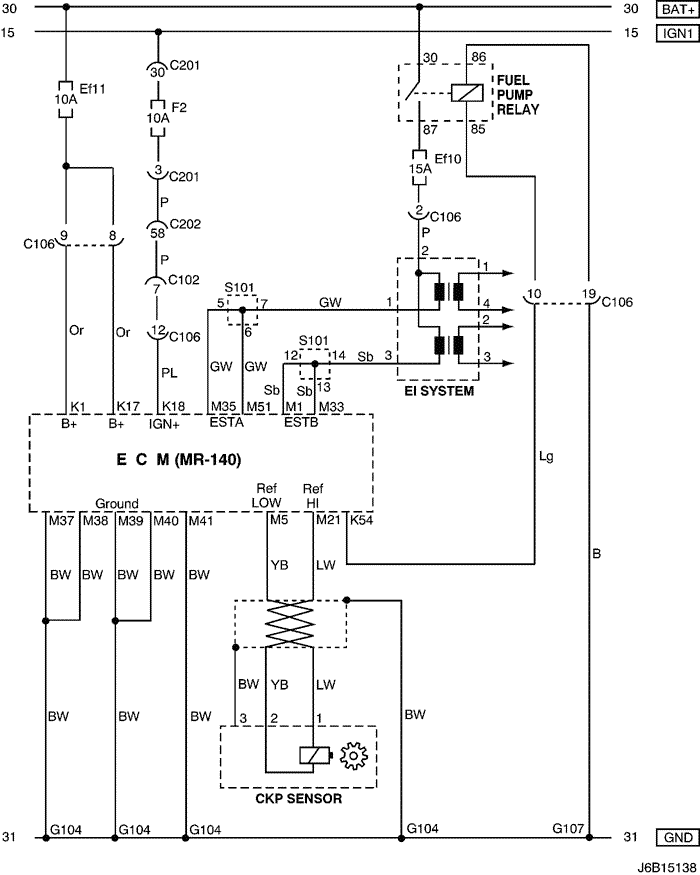 30 30 BAT+
15 15 IGN1
30 C201
Ef11
10A
F2
10A
30 86
FUEL
PUMP
RELAY
87 85
Ef10
15A
3 C201
P
C202
58
P
2 C106
P
2
9 8
C106
C102
7
S101
5 7 GW 1
6
1
4
2
3
10 19 C106
12 C106
Or Or PL
GW GW
S101
12 14 Sb 3
13
Sb Sb
EI SYSTEM
K1 K17 K18 M35 M51 M1 M33
B+ B+ IGN+ ESTA ESTB
E C M (MR-140)
Lg
Ground
Ref
LOW
Ref
HI
M37 M38 M39 M40 M41 M5 M21 K54
BW BW BW BW BW YB LW
B
BW YB LW
BW BW BW BW
3 2 1
CKP SENSOR
31 G104 G104 G104 G104 G107 31 GND
J6B15138